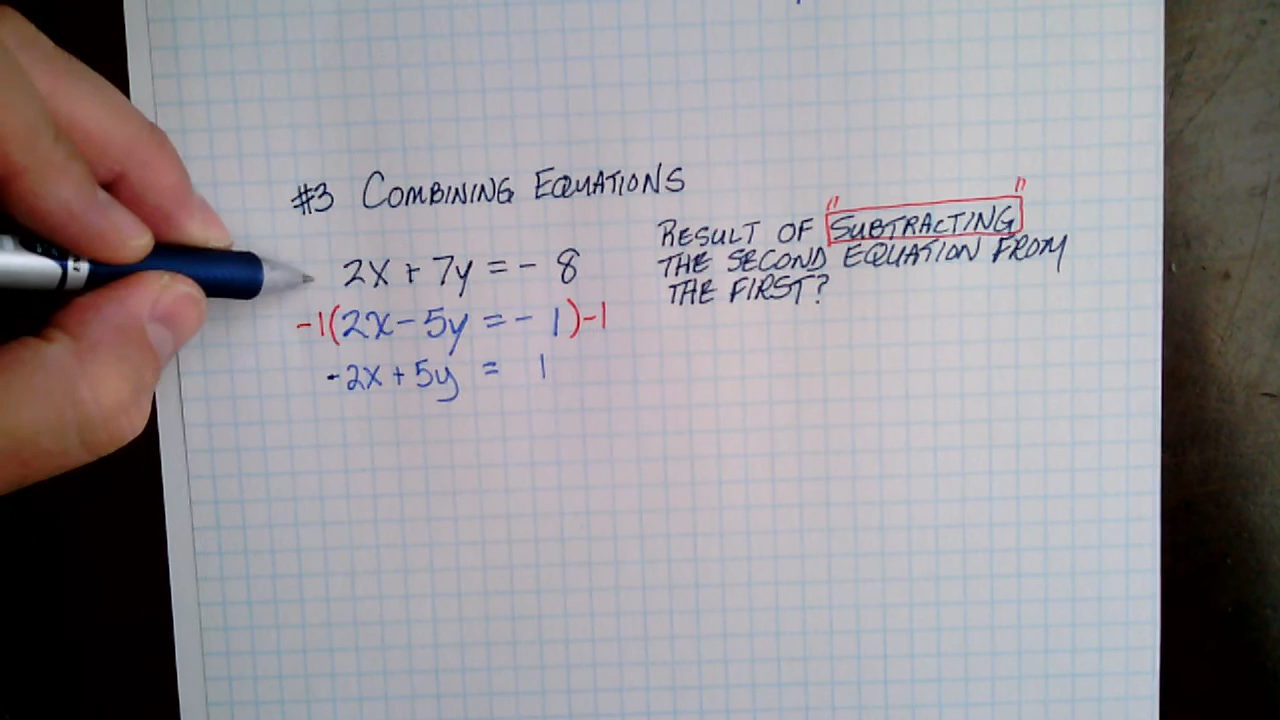 #3 COMBINING EQUATIONS
RESULT OF "SUBTRACTING"
THE SECOND EQUATION FROM
THE FIRST?
2X + 7y = - 8
-1(2X - 5y = - 1)-1
-2X + 5y = 1